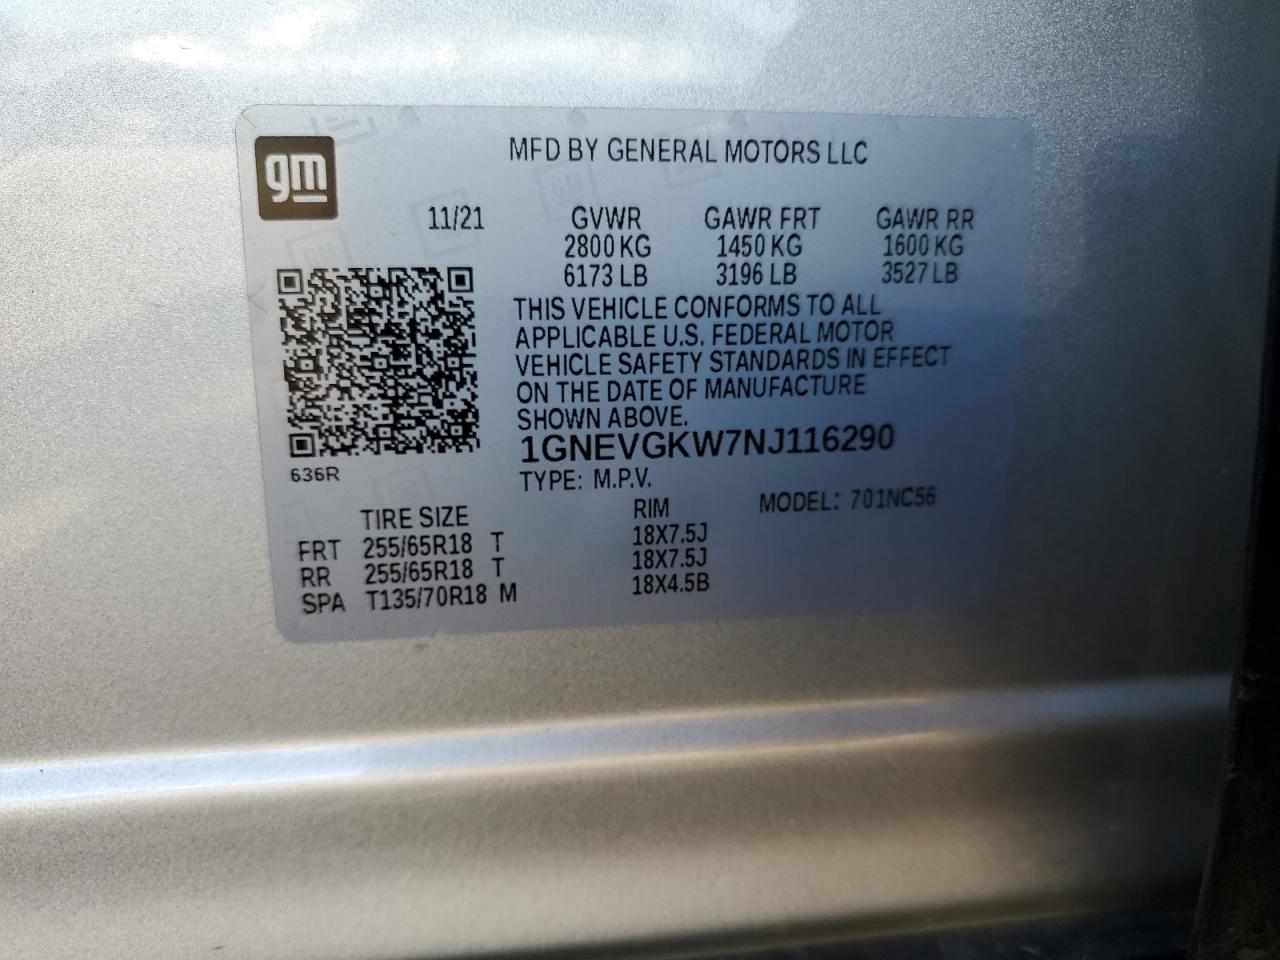 gm
MFD BY GENERAL MOTORS LLC
11/21 GVWR GAWR FRT GAWR RR
2800 KG 1450 KG 1600 KG
6173 LB 3196 LB 3527 LB
THIS VEHICLE CONFORMS TO ALL
APPLICABLE U.S. FEDERAL MOTOR
VEHICLE SAFETY STANDARDS IN EFFECT
ON THE DATE OF MANUFACTURE
SHOWN ABOVE.
1GNEVGKW7NJ116290
636R
TYPE: M.P.V.
MODEL: 701NC56
TIRE SIZE RIM
FRT 255/65R18 T 18X7.5J
RR 255/65R18 T 18X7.5J
SPA T135/70R18 M 18X4.5B